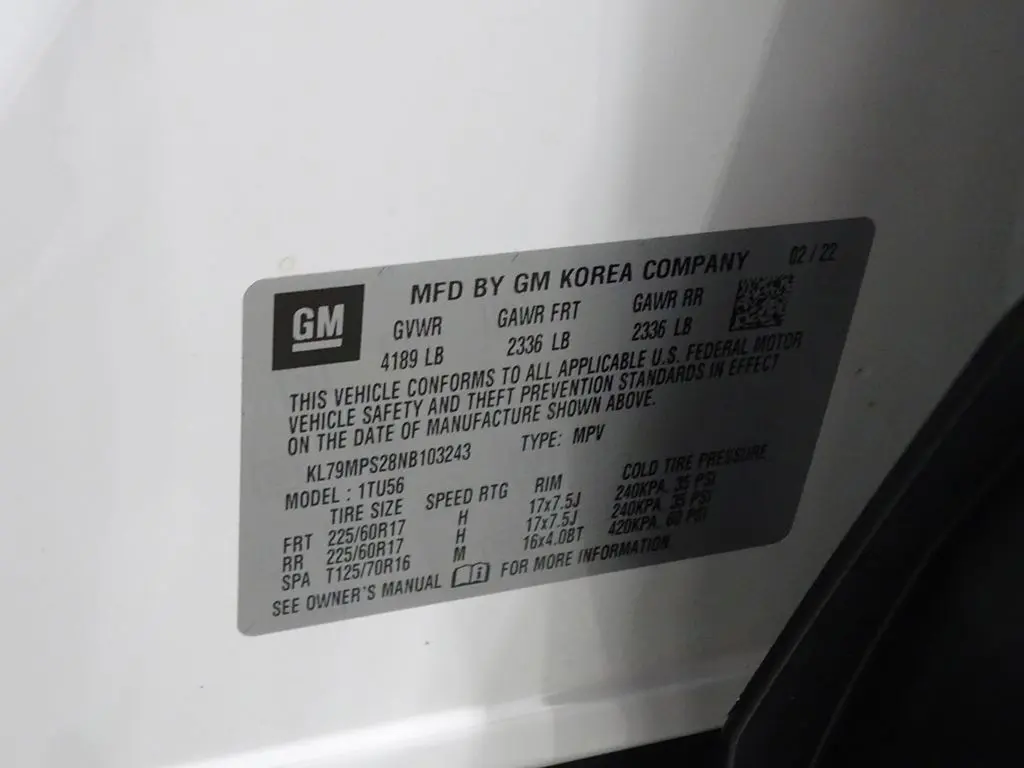 GM
MFD BY GM KOREA COMPANY 02 / 22
GVWR GAWR FRT GAWR RR
4189 LB 2336 LB 2336 LB
THIS VEHICLE CONFORMS TO ALL APPLICABLE U.S. FEDERAL MOTOR
VEHICLE SAFETY AND THEFT PREVENTION STANDARDS IN EFFECT
ON THE DATE OF MANUFACTURE SHOWN ABOVE.
KL79MPS28NB103243 TYPE: MPV
MODEL : 1TU56
TIRE SIZE SPEED RTG RIM COLD TIRE PRESSURE
FRT 225/60R17 H 17x7.5J 240KPA, 35 PSI
RR 225/60R17 H 17x7.5J 240KPA, 35 PSI
SPA T125/70R16 M 16x4.0BT 420KPA, 60 PSI
SEE OWNER'S MANUAL FOR MORE INFORMATION